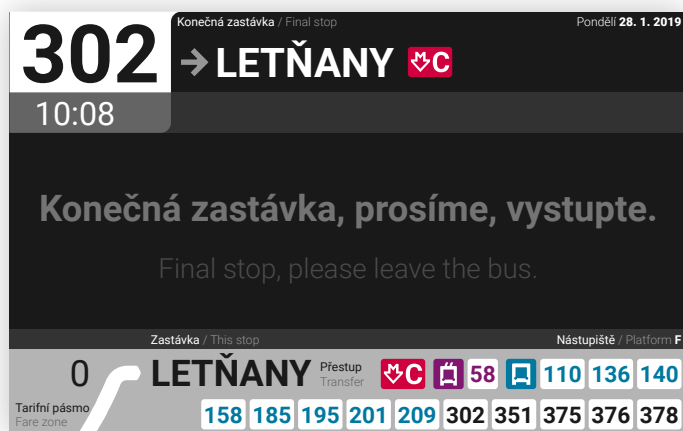 302
Konečná zastávka / Final stop
Pondělí 28. 1. 2019
→ LETŇANY C
10:08
Konečná zastávka, prosíme, vystupte.
Final stop, please leave the bus.
Zastávka / This stop
Nástupiště / Platform F
0
Tarifní pásmo
Fare zone
LETŇANY
Přestup
Transfer
C 58 110 136 140
158 185 195 201 209 302 351 375 376 378